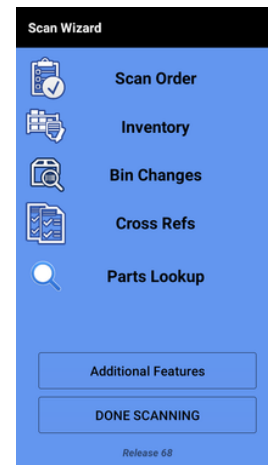 Scan Wizard
Scan Order
Inventory
Bin Changes
Cross Refs
Parts Lookup
Additional Features
DONE SCANNING
Release 68